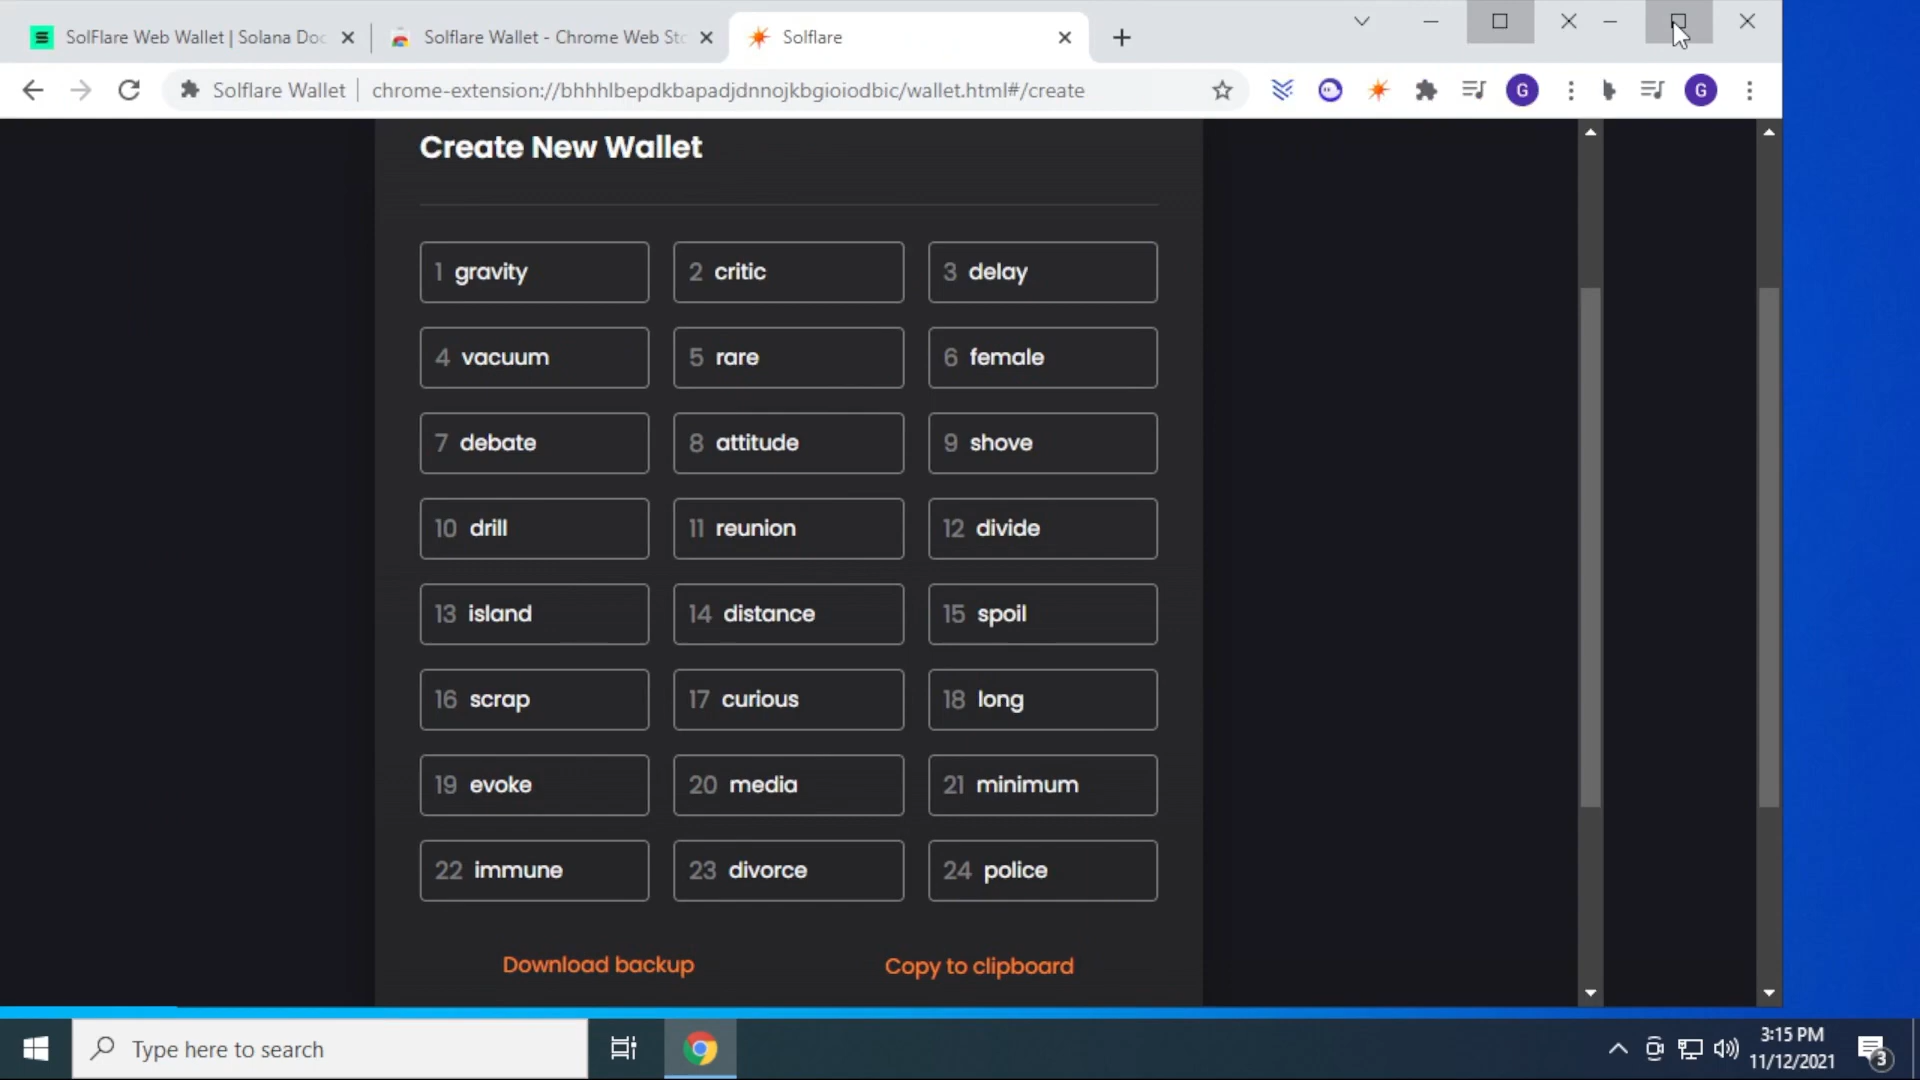 SolFlare Web Wallet | Solana Doc
Solflare Wallet - Chrome Web Sto
Solflare
Solflare Wallet
chrome-extension://bhhhlbepdkbapadjdnnojkbgioiodbic/wallet.html#/create
G
G
Create New Wallet
1 gravity
2 critic
3 delay
4 vacuum
5 rare
6 female
7 debate
8 attitude
9 shove
10 drill
11 reunion
12 divide
13 island
14 distance
15 spoil
16 scrap
17 curious
18 long
19 evoke
20 media
21 minimum
22 immune
23 divorce
24 police
Download backup
Copy to clipboard
Type here to search
3:15 PM
11/12/2021
3